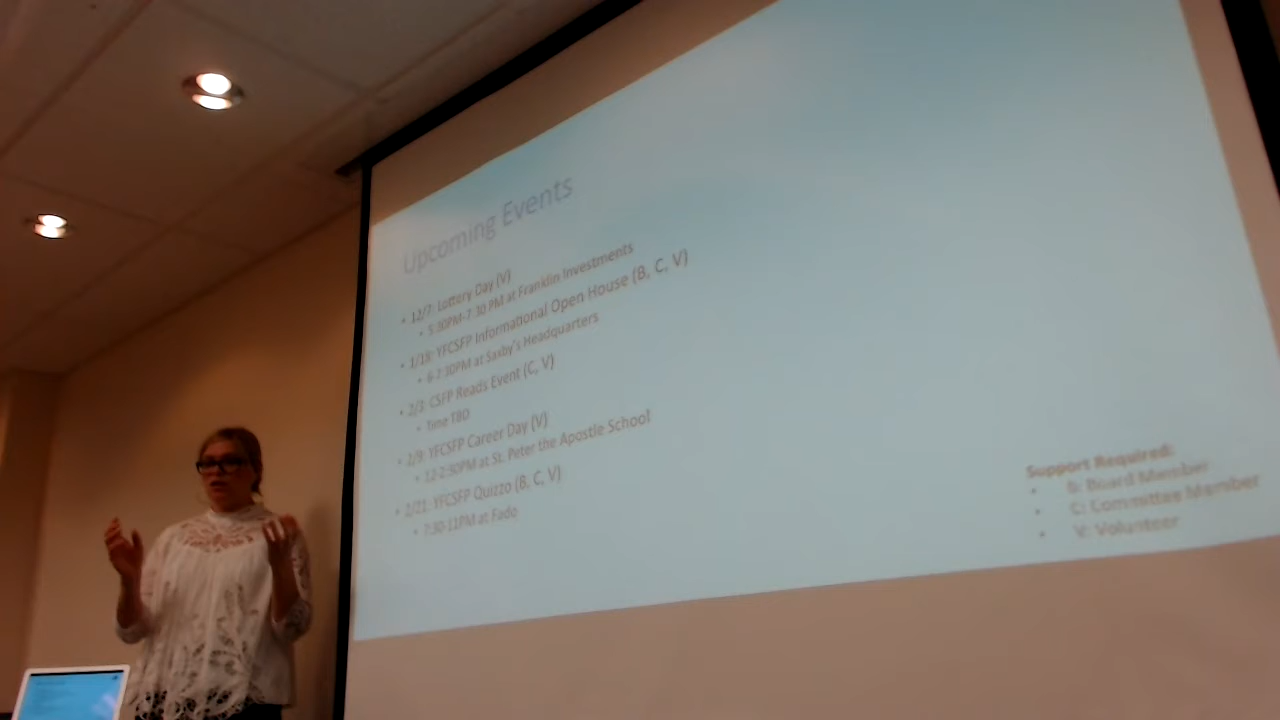 Upcoming Events
• 12/7: Lottery Day (V)
• 5:30PM-7:30 PM at Franklin Investments
• 1/18: YFCSFP Informational Open House (B, C, V)
• 6-7:30PM at Saxby's Headquarters
• 2/3: CSFP Reads Event (C, V)
• Time TBD
• 2/9: YFCSFP Career Day (V)
• 12-2:30PM at St. Peter the Apostle School
• 2/21: YFCSFP Quizzo (B, C, V)
• 7:30-11PM at Fado
Support Required:
• B: Board Member
• C: Committee Member
• V: Volunteer